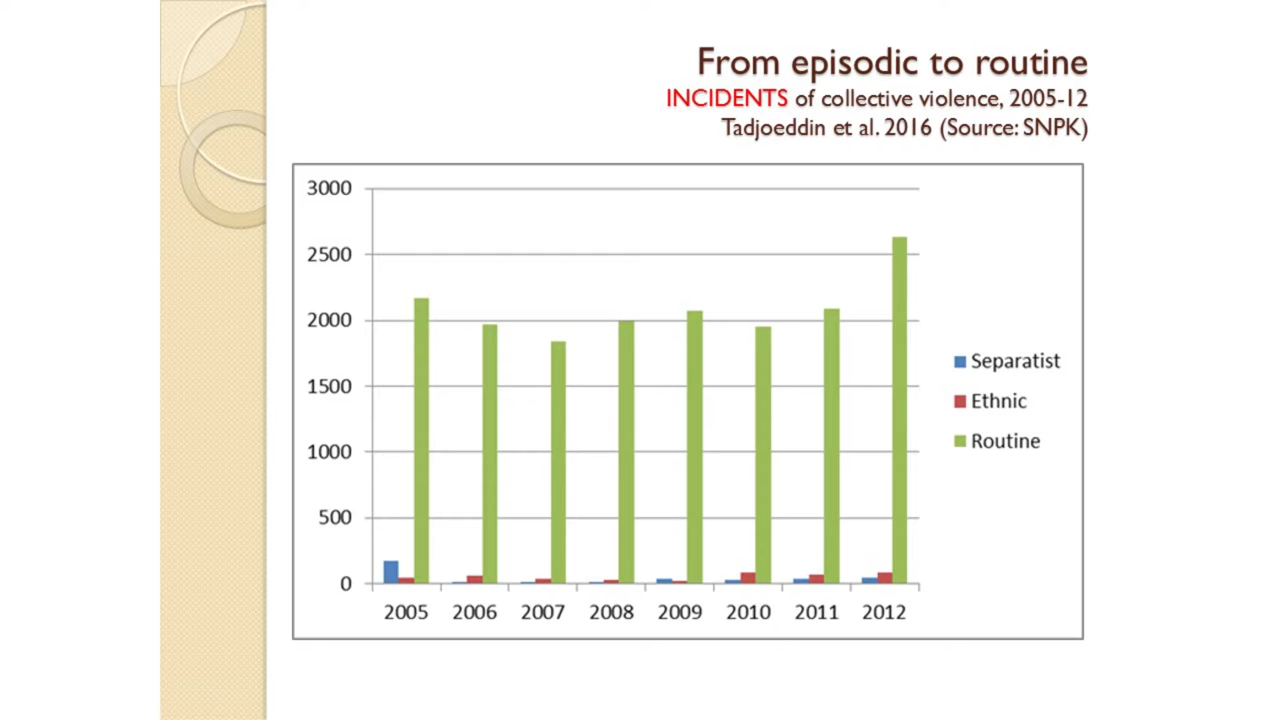 From episodic to routine
INCIDENTS of collective violence, 2005-12
Tadjoeddin et al. 2016 (Source: SNPK)
3000
2500
2000
1500
1000
500
0
2005 2006 2007 2008 2009 2010 2011 2012
Separatist
Ethnic
Routine